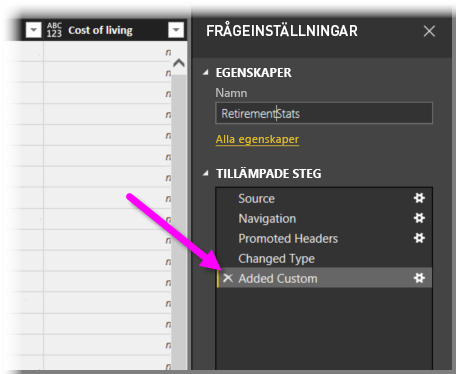 ABC
123
Cost of living
FRÅGEINSTÄLLNINGAR
EGENSKAPER
Namn
RetirementStats
Alla egenskaper
TILLÄMPADE STEG
Source
Navigation
Promoted Headers
Changed Type
Added Custom